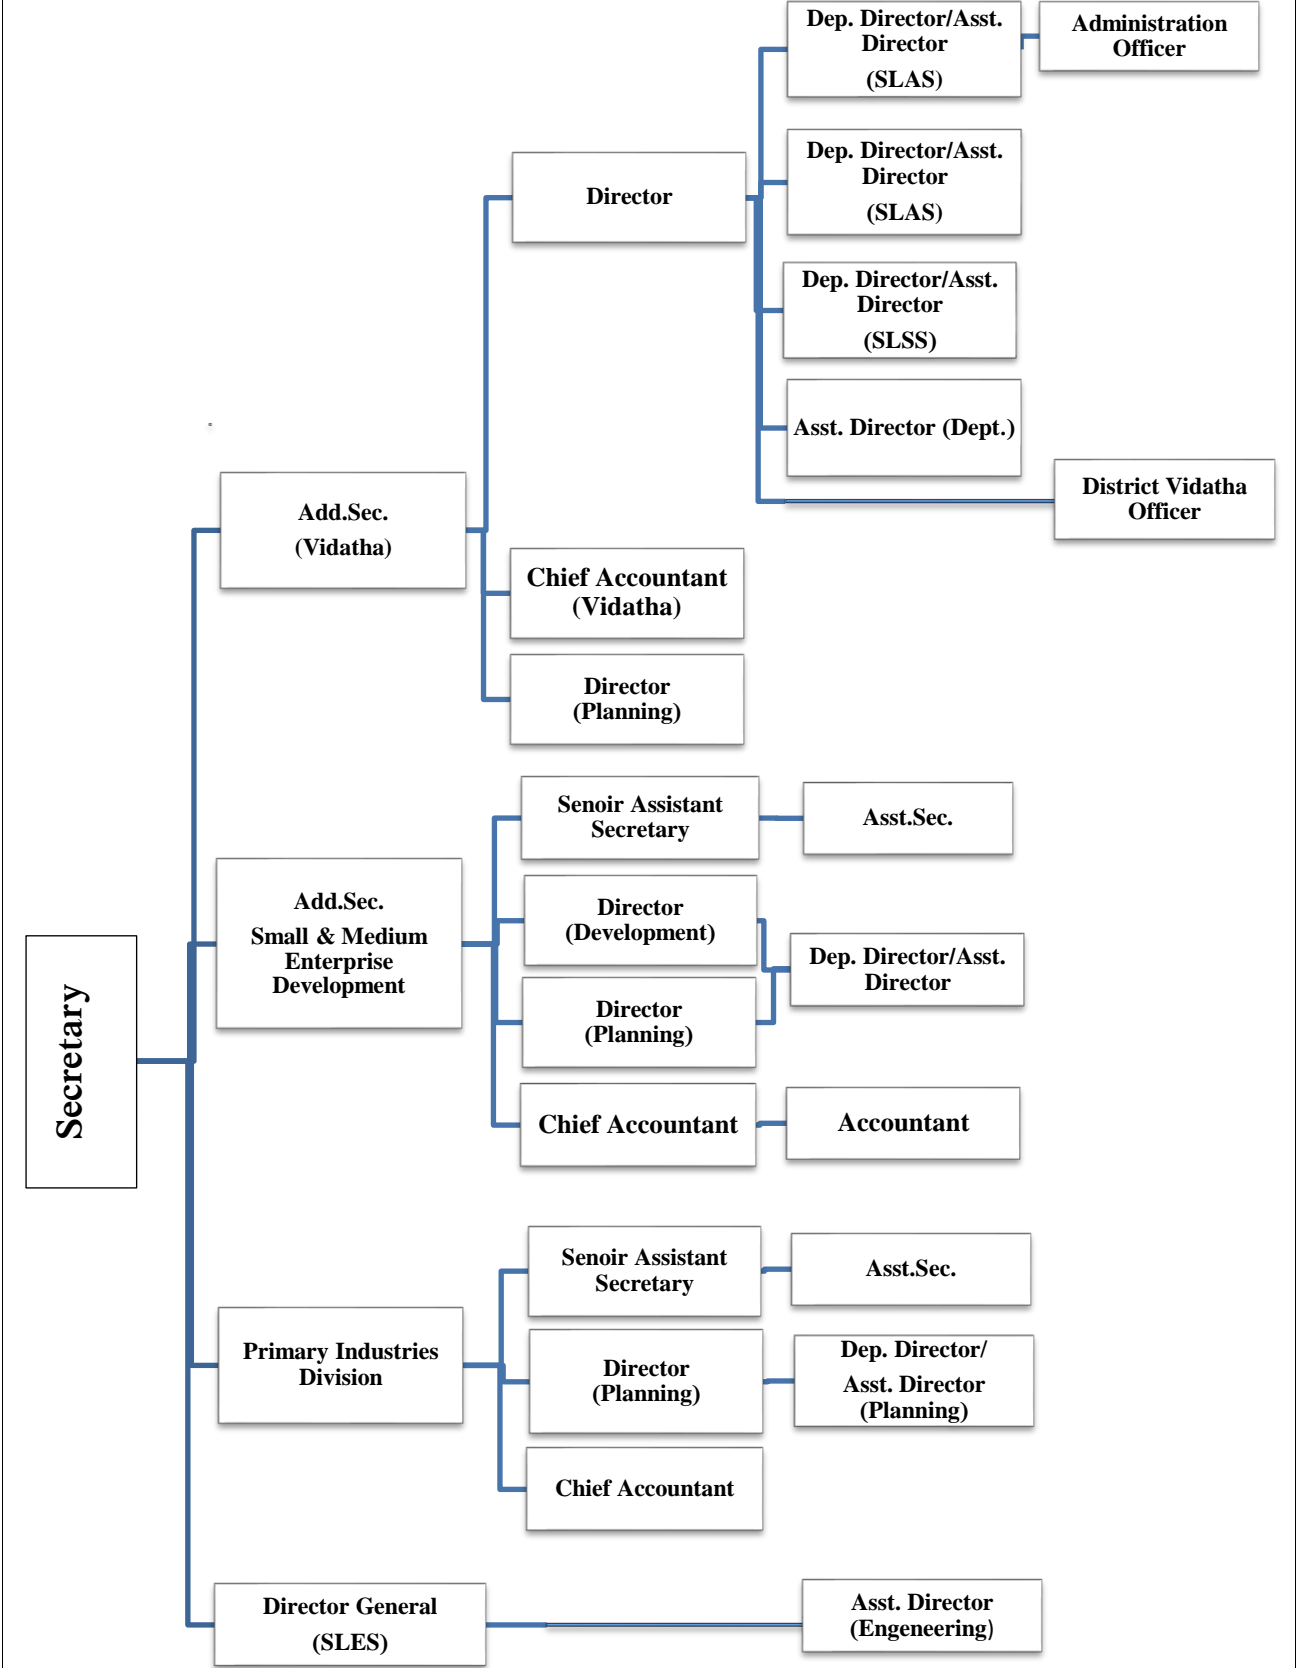 Dep. Director/Asst.
Director
(SLAS)
Administration
Officer
Dep. Director/Asst.
Director
(SLAS)
Director
Dep. Director/Asst.
Director
(SLSS)
Asst. Director (Dept.)
District Vidatha
Officer
Add.Sec.
(Vidatha)
Chief Accountant
(Vidatha)
Director
(Planning)
Senoir Assistant
Secretary
Asst.Sec.
Add.Sec.
Small & Medium
Enterprise
Development
Director
(Development)
Dep. Director/Asst.
Director
Director
(Planning)
Chief Accountant
Accountant
Secretary
Senoir Assistant
Secretary
Asst.Sec.
Primary Industries
Division
Director
(Planning)
Dep. Director/
Asst. Director
(Planning)
Chief Accountant
Director General
(SLES)
Asst. Director
(Engeneering)